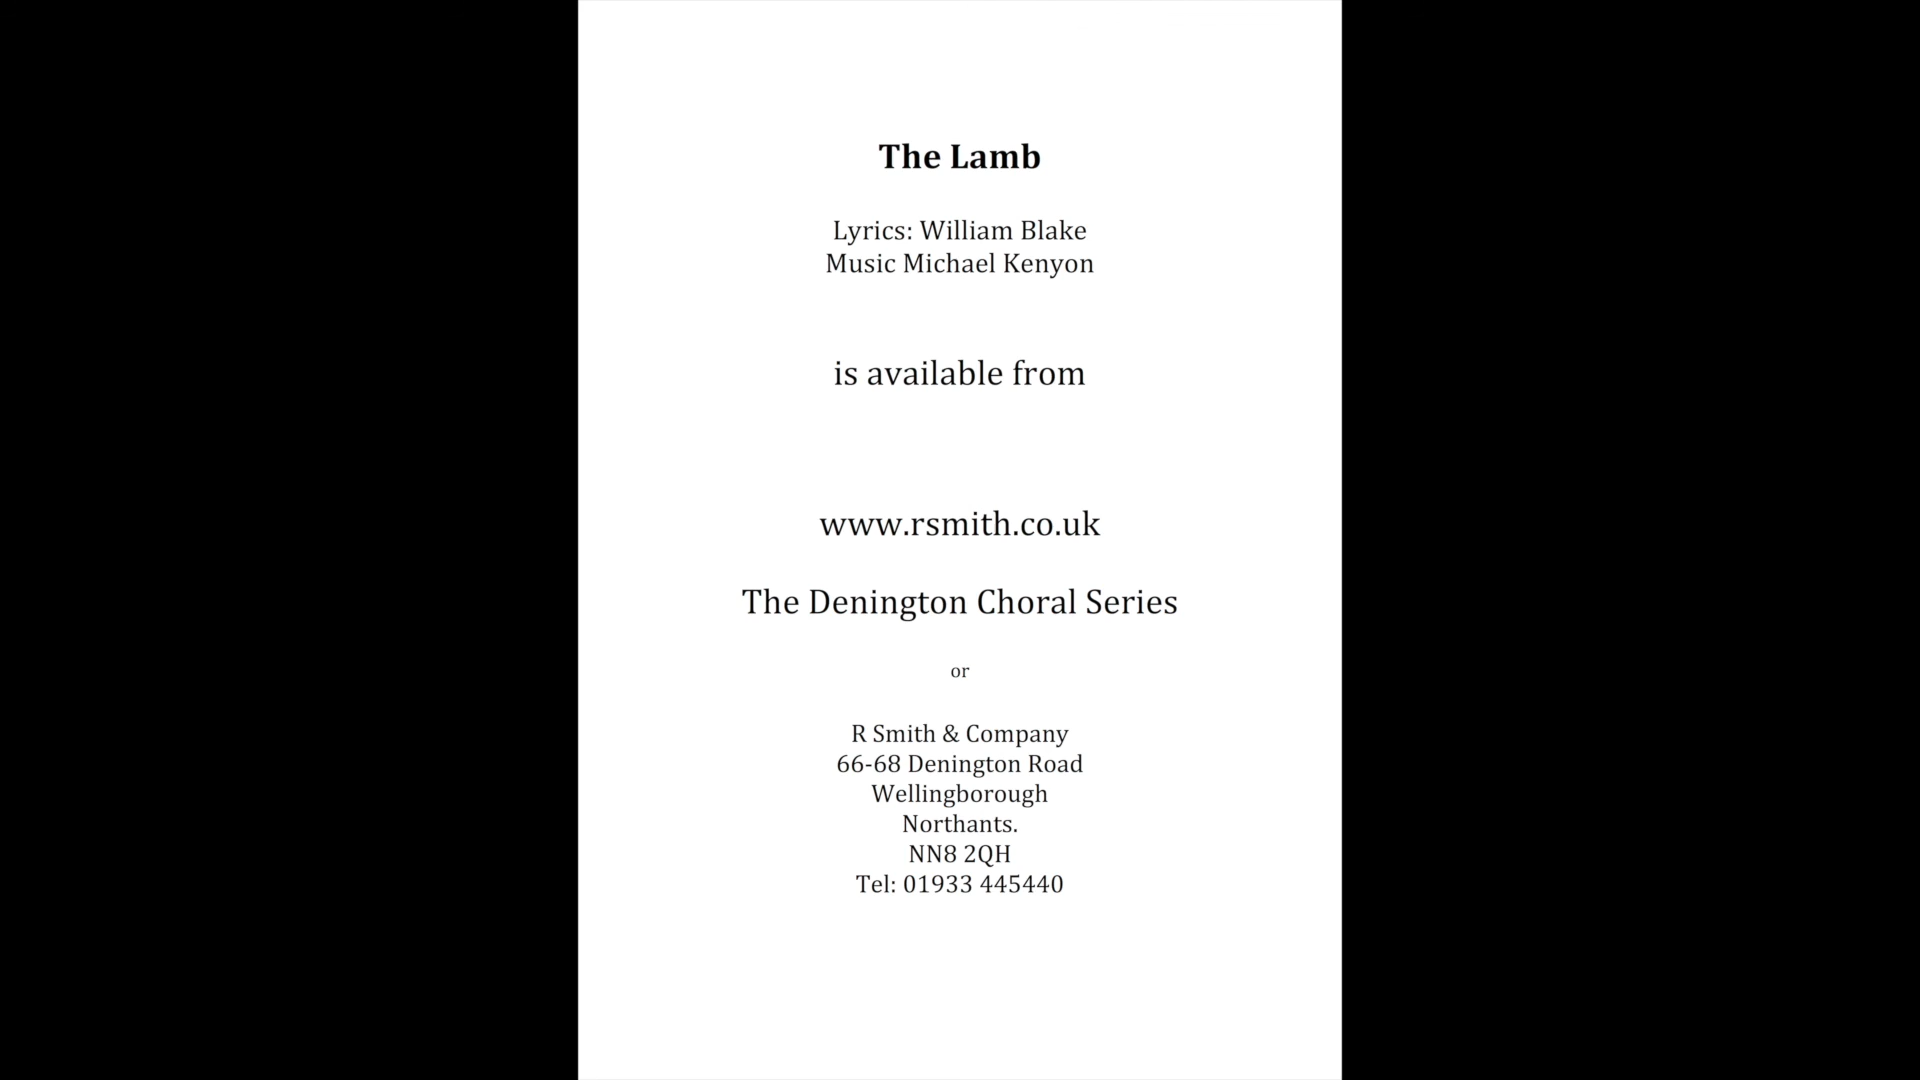 The Lamb
Lyrics: William Blake
Music Michael Kenyon
is available from
www.rsmith.co.uk
The Denington Choral Series
or
R Smith & Company
66-68 Denington Road
Wellingborough
Northants.
NN8 2QH
Tel: 01933 445440